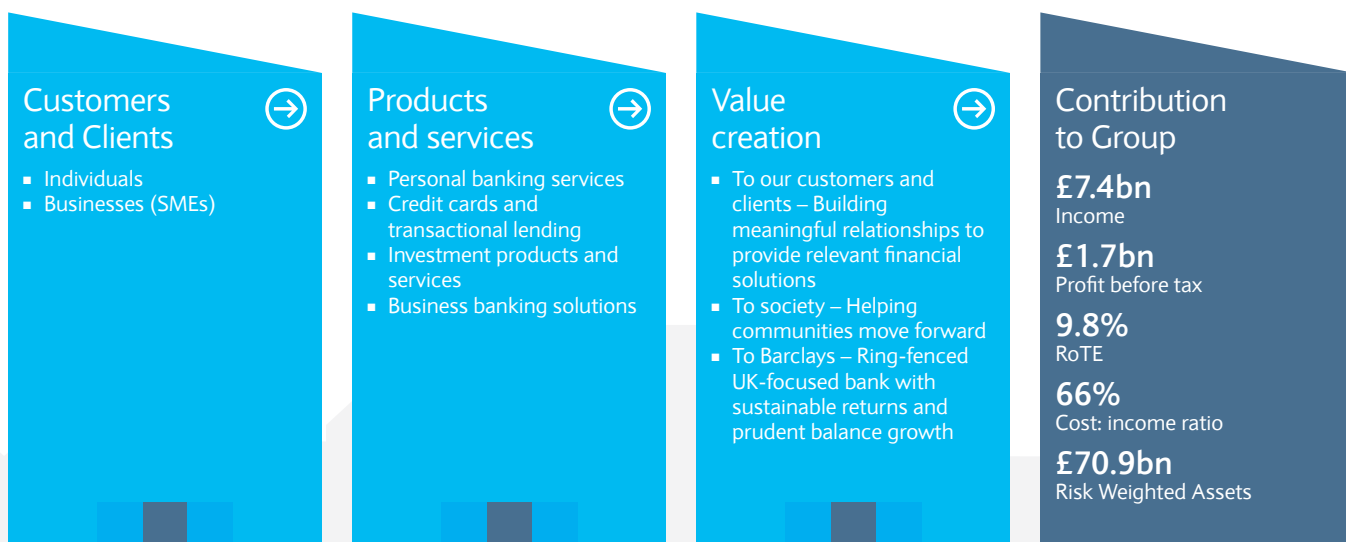 Customers
and Clients
▪ Individuals
▪ Businesses (SMEs)
Products
and services
▪ Personal banking services
▪ Credit cards and
transactional lending
▪ Investment products and
services
▪ Business banking solutions
Value
creation
▪ To our customers and
clients – Building
meaningful relationships to
provide relevant financial
solutions
▪ To society – Helping
communities move forward
▪ To Barclays – Ring-fenced
UK-focused bank with
sustainable returns and
prudent balance growth
Contribution
to Group
£7.4bn
Income
£1.7bn
Profit before tax
9.8%
RoTE
66%
Cost: income ratio
£70.9bn
Risk Weighted Assets